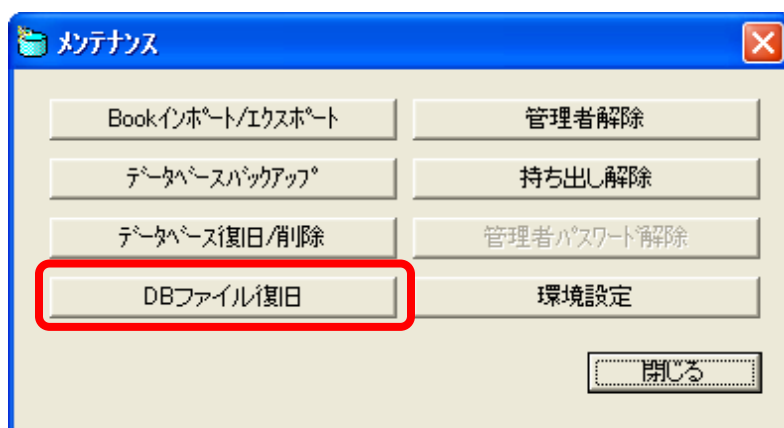 メンテナンス
Bookｲﾝﾎﾟｰﾄ/ｴｸｽﾎﾟｰﾄ
管理者解除
ﾃﾞｰﾀﾍﾞｰｽﾊﾞｯｸｱｯﾌﾟ
持ち出し解除
ﾃﾞｰﾀﾍﾞｰｽ復旧/削除
管理者ﾊﾟｽﾜｰﾄﾞ解除
DBファイル復旧
環境設定
閉じる